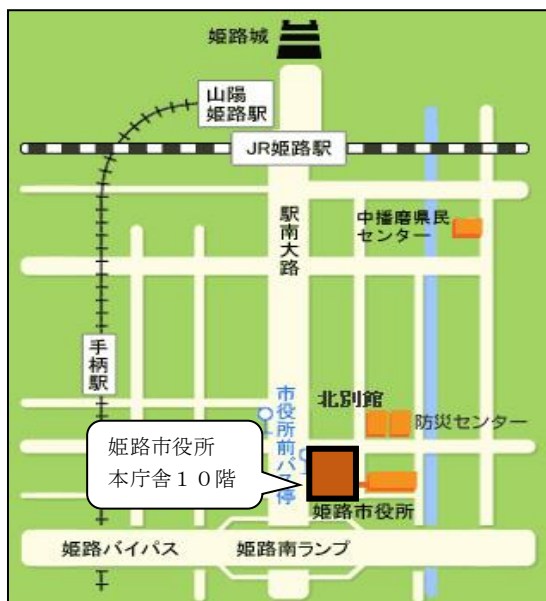 姫路城
山陽
姫路駅
JR姫路駅
駅南大路
中播磨県民
センター
手柄駅
市役所前バス停
北別館
防災センター
姫路市役所
本庁舎１０階
姫路市役所
姫路バイパス
姫路南ランプ